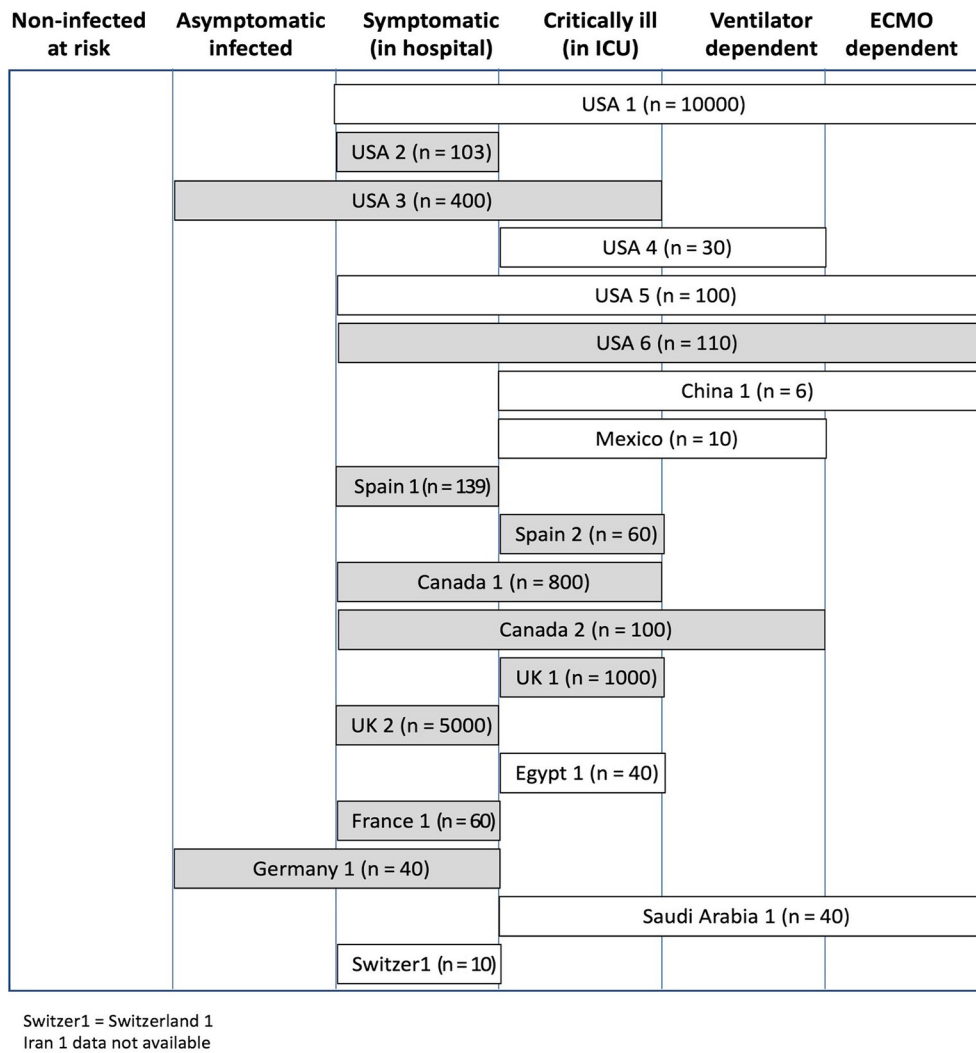 Non-infected Asymptomatic Symptomatic Critically ill Ventilator ECMO
at risk infected (in hospital) (in ICU) dependent dependent
USA 1 (n = 10000)
USA 2 (n = 103)
USA 3 (n = 400)
USA 4 (n = 30)
USA 5 (n = 100)
USA 6 (n = 110)
China 1 (n = 6)
Mexico (n = 10)
Spain 1 (n = 139)
Spain 2 (n = 60)
Canada 1 (n = 800)
Canada 2 (n = 100)
UK 1 (n = 1000)
UK 2 (n = 5000)
Egypt 1 (n = 40)
France 1 (n = 60)
Germany 1 (n = 40)
Saudi Arabia 1 (n = 40)
Switzer1 (n = 10)
Switzer1 = Switzerland 1
Iran 1 data not available